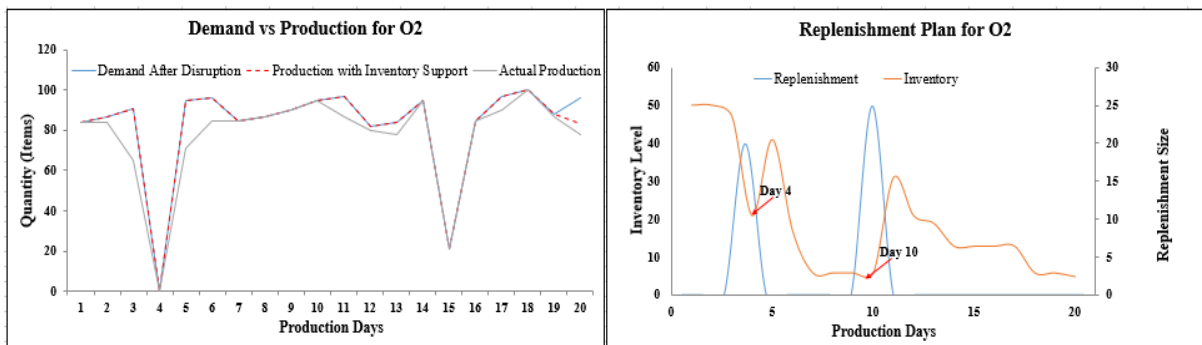 Demand vs Production for O2
Demand After Disruption Production with Inventory Support Actual Production
120
100
80
60
40
20
0
Quantity (Items)
1 2 3 4 5 6 7 8 9 10 11 12 13 14 15 16 17 18 19 20
Production Days
Replenishment Plan for O2
Replenishment Inventory
60
50
40
30
20
10
0
Inventory Level
30
25
20
15
10
5
0
Replenishment Size
Day 4
Day 10
0 5 10 15 20
Production Days